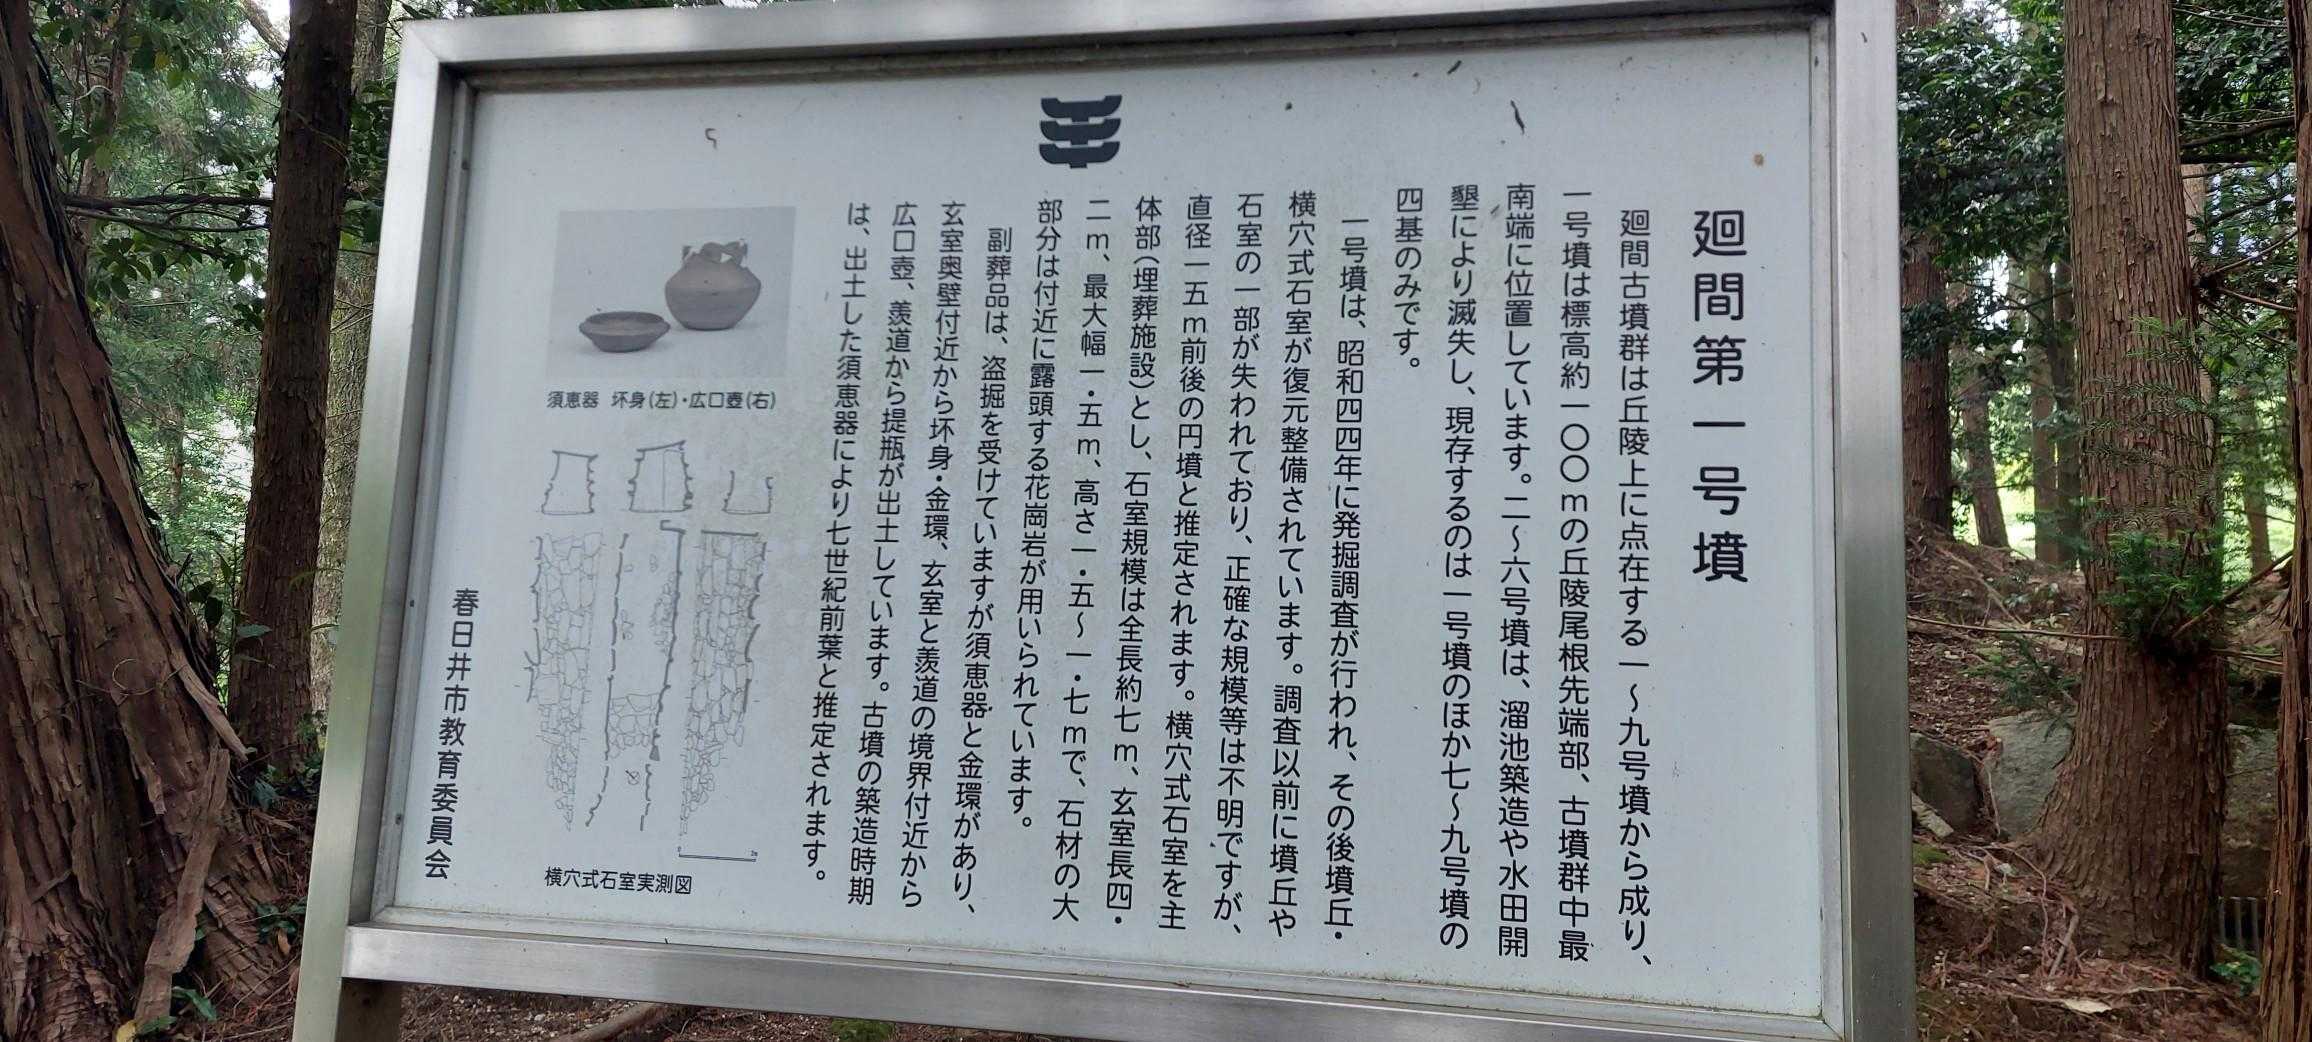 廻間第一号墳
廻間古墳群は丘陵上に点在する一～九号墳から成り、
一号墳は標高約一〇〇mの丘陵尾根先端部、古墳群中最
南端に位置しています。二～六号墳は、溜池築造や水田開
墾により滅失し、現存するのは一号墳のほか七～九号墳の
四基のみです。
一号墳は、昭和四四年に発掘調査が行われ、その後墳丘・
横穴式石室が復元整備されています。調査以前に墳丘や
石室の一部が失われており、正確な規模等は不明ですが、
直径一五m前後の円墳と推定されます。横穴式石室を主
体部(埋葬施設)とし、石室規模は全長約七m、玄室長四・
二m、最大幅一・五m、高さ一・五～一・七mで、石材の大
部分は付近に露頭する花崗岩が用いられています。
副葬品は、盗掘を受けていますが須恵器と金環があり、
玄室奥壁付近から坏身・金環、玄室と羨道の境界付近から
広口壺、羨道から提瓶が出土しています。古墳の築造時期
は、出土した須恵器により七世紀前葉と推定されます。
須恵器 坏身(左)・広口壺(右)
0 2m
横穴式石室実測図
春日井市教育委員会